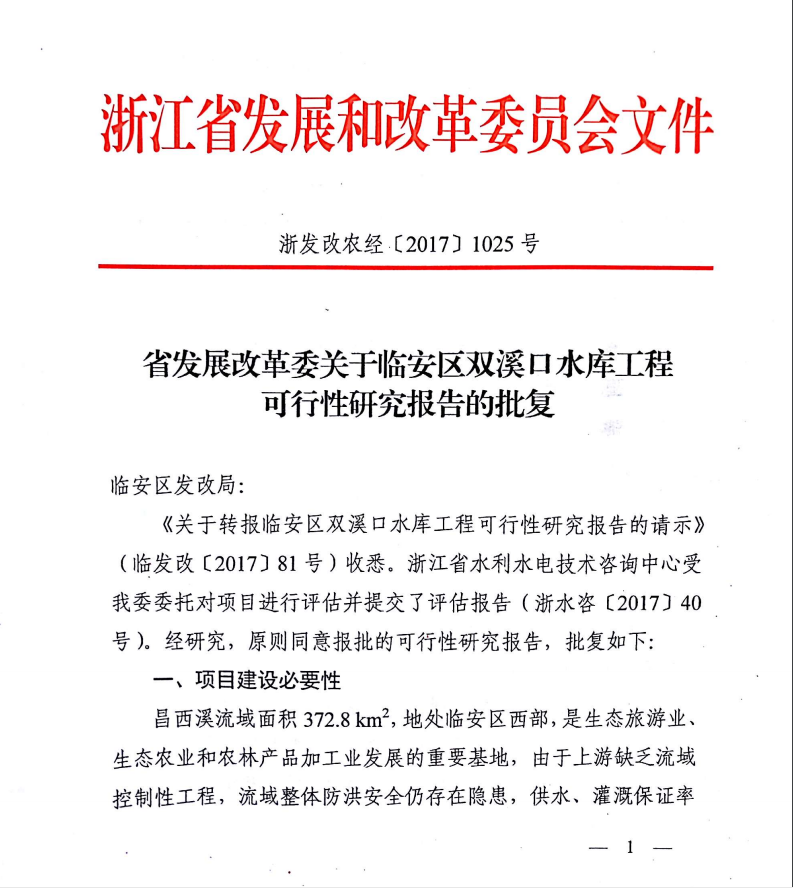 浙江省发展和改革委员会文件
浙发改农经〔2017〕1025 号
省发展改革委关于临安区双溪口水库工程
可行性研究报告的批复
临安区发改局：
《关于转报临安区双溪口水库工程可行性研究报告的请示》
（临发改〔2017〕81 号）收悉。浙江省水利水电技术咨询中心受
我委委托对项目进行评估并提交了评估报告（浙水咨〔2017〕40
号）。经研究，原则同意报批的可行性研究报告，批复如下：
一、项目建设必要性
昌西溪流域面积 372.8 km²，地处临安区西部，是生态旅游业、
生态农业和农林产品加工业发展的重要基地，由于上游缺乏流域
控制性工程，流域整体防洪安全仍存在隐患，供水、灌溉保证率
— 1 —